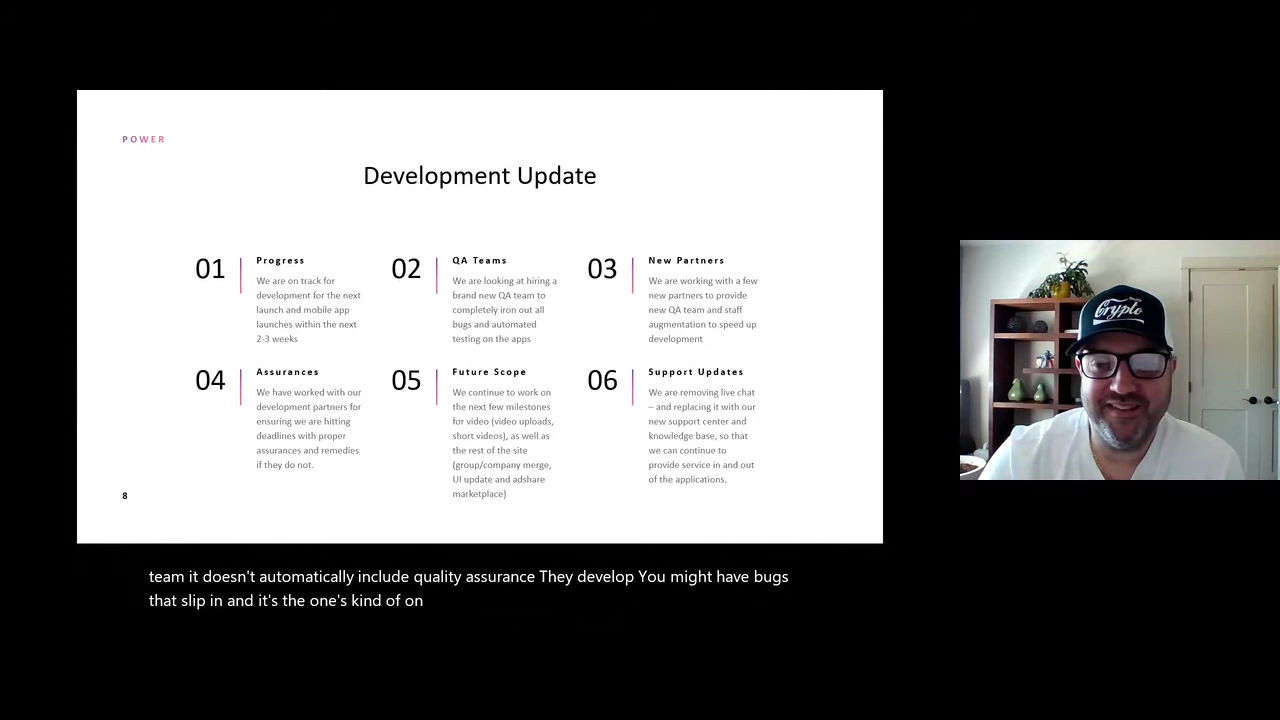 POWER
Development Update
01
Progress
We are on track for
development for the next
launch and mobile app
launches within the next
2-3 weeks
02
QA Teams
We are looking at hiring a
brand new QA team to
completely iron out all
bugs and automated
testing on the apps
03
New Partners
We are working with a few
new partners to provide
new QA team and staff
augmentation to speed up
development
04
Assurances
We have worked with our
development partners for
ensuring we are hitting
deadlines with proper
assurances and remedies
if they do not.
05
Future Scope
We continue to work on
the next few milestones
for video (video uploads,
short videos), as well as
the rest of the site
(group/company merge,
UI update and adshare
marketplace)
06
Support Updates
We are removing live chat
– and replacing it with our
new support center and
knowledge base, so that
we can continue to
provide service in and out
of the applications.
8
Crypto
team it doesn't automatically include quality assurance They develop You might have bugs
that slip in and it's the one's kind of on